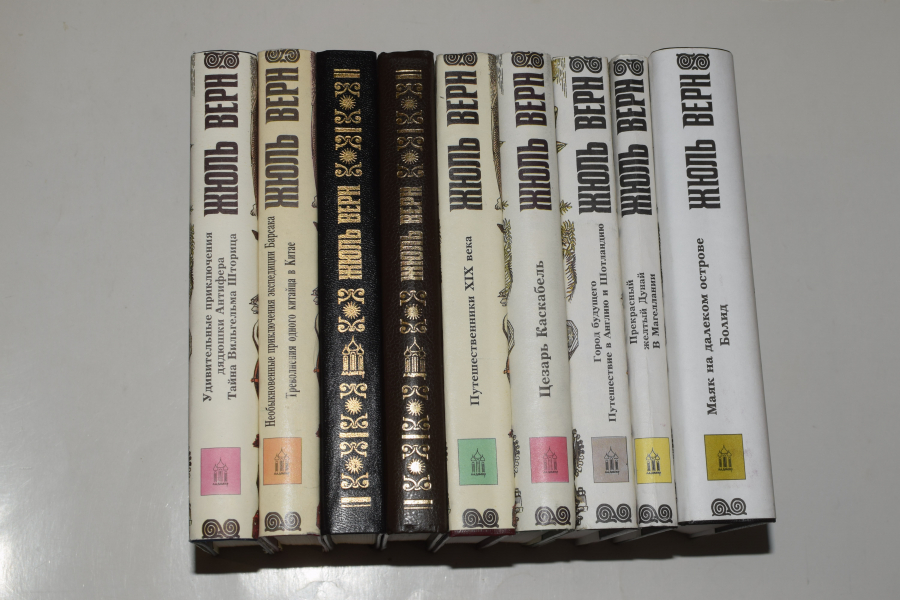 ЖЮЛЬ ВЕРН
Удивительные приключения
дядюшки Антифера
Тайна Вильгельма Шторица
ЖЮЛЬ ВЕРН
Необыкновенные приключения экспедиции Барсака
Треволнения одного китайца в Китае
ЖЮЛЬ ВЕРН
ЖЮЛЬ ВЕРН
ЖЮЛЬ ВЕРН
Путешественники XIX века
ЖЮЛЬ ВЕРН
Цезарь Каскабель
ЖЮЛЬ ВЕРН
Город будущего
Путешествие в Англию и Шотландию
ЖЮЛЬ ВЕРН
Прекрасный
желтый Дунай
В Магеллании
ЖЮЛЬ ВЕРН
Маяк на далеком острове
Болид